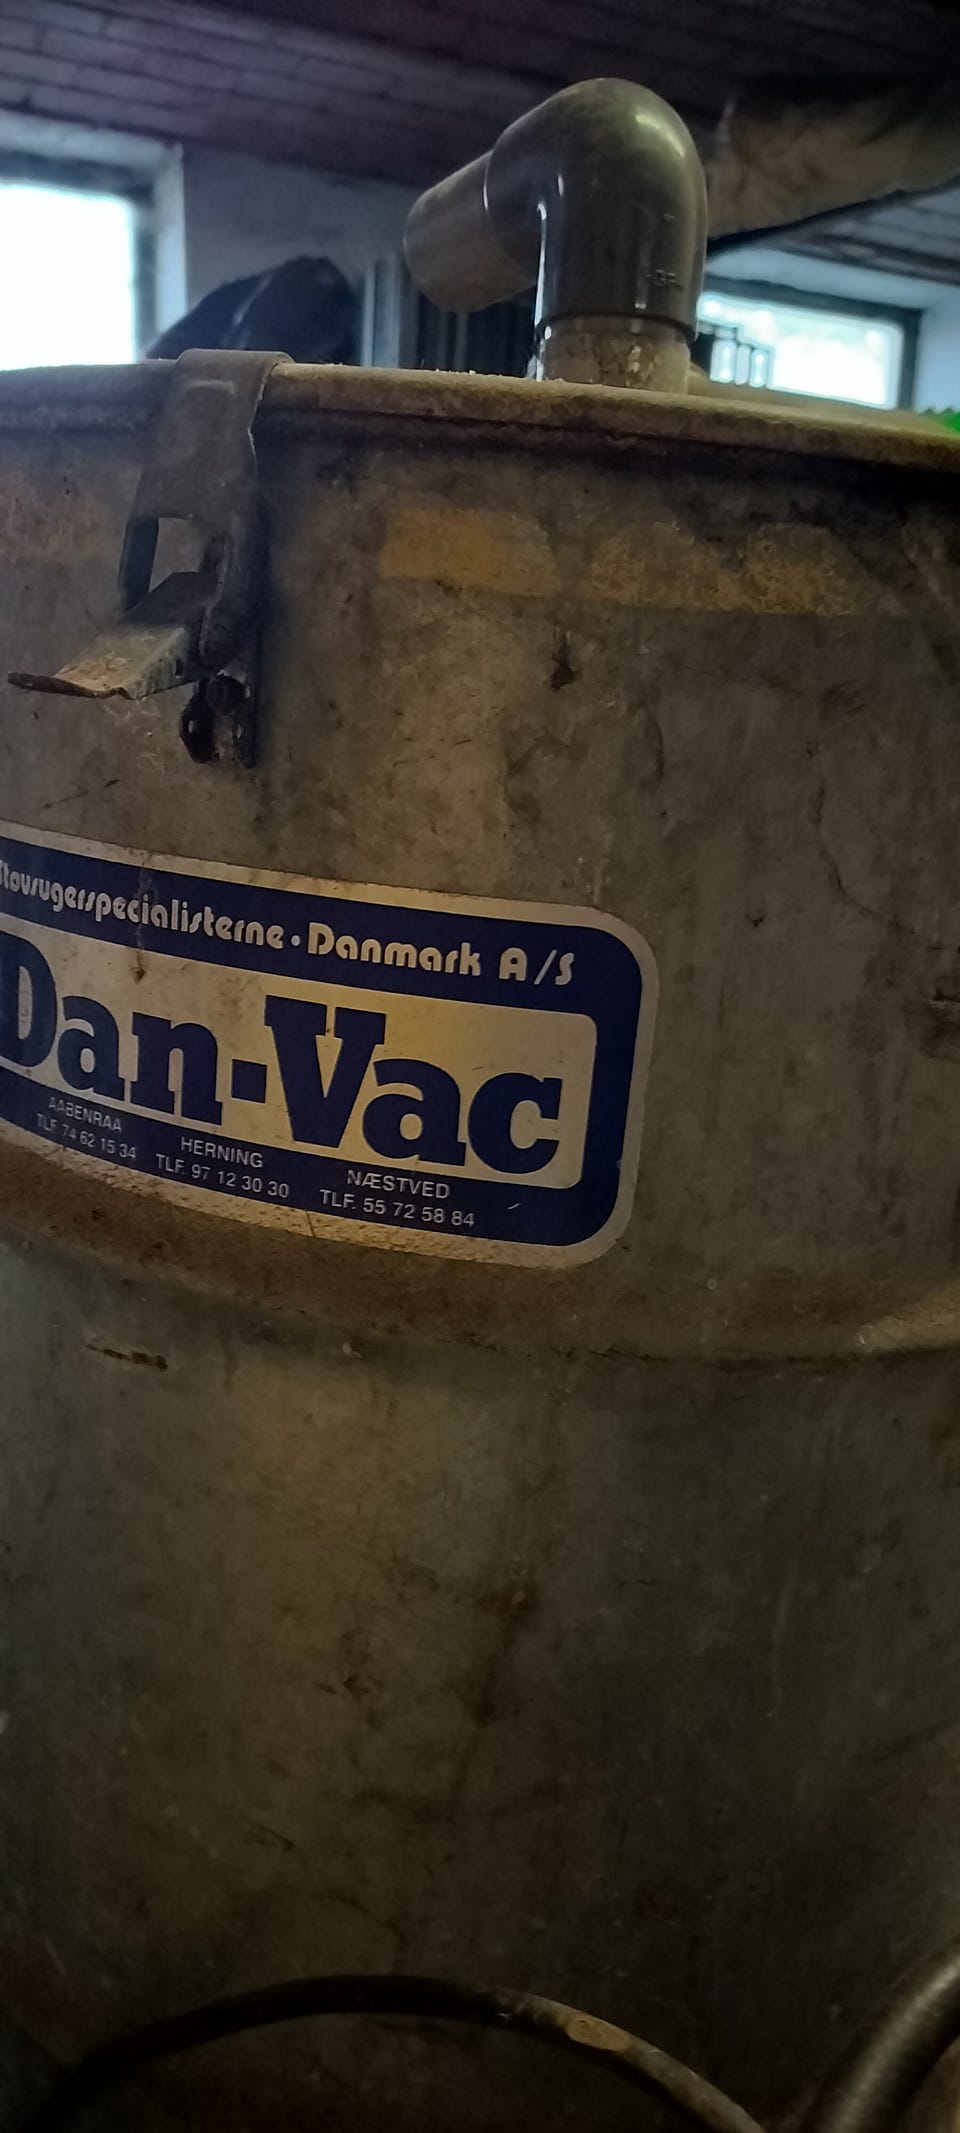 Støvsugerspecialisterne • Danmark A/S
Dan-Vac
AABENRAA
TLF 74 62 15 34
HERNING
TLF. 97 12 30 30
NÆSTVED
TLF. 55 72 58 84